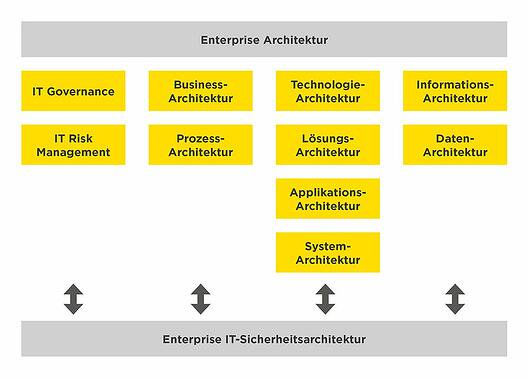 Enterprise Architektur
IT Governance
Business-
Architektur
Technologie-
Architektur
Informations-
Architektur
IT Risk
Management
Prozess-
Architektur
Lösungs-
Architektur
Daten-
Architektur
Applikations-
Architektur
System-
Architektur
Enterprise IT-Sicherheitsarchitektur